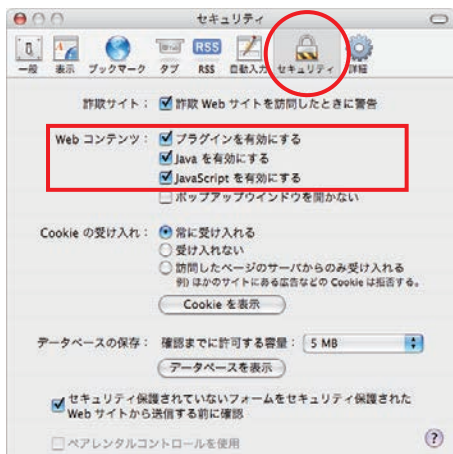 セキュリティ
一般 表示 ブックマーク タブ RSS 自動入力 セキュリティ 詳細
RSS
詐欺サイト： 詐欺 Web サイトを訪問したときに警告
Web コンテンツ： プラグインを有効にする
Java を有効にする
JavaScript を有効にする
ポップアップウインドウを開かない
Cookie の受け入れ： 常に受け入れる
受け入れない
訪問したページのサーバからのみ受け入れる
例) ほかのサイトにある広告などの Cookie は拒否する。
Cookie を表示
データベースの保存： 確認までに許可する容量： 5 MB
データベースを表示
セキュリティ保護されていないフォームをセキュリティ保護された
Web サイトから送信する前に確認
ペアレンタルコントロールを使用
?